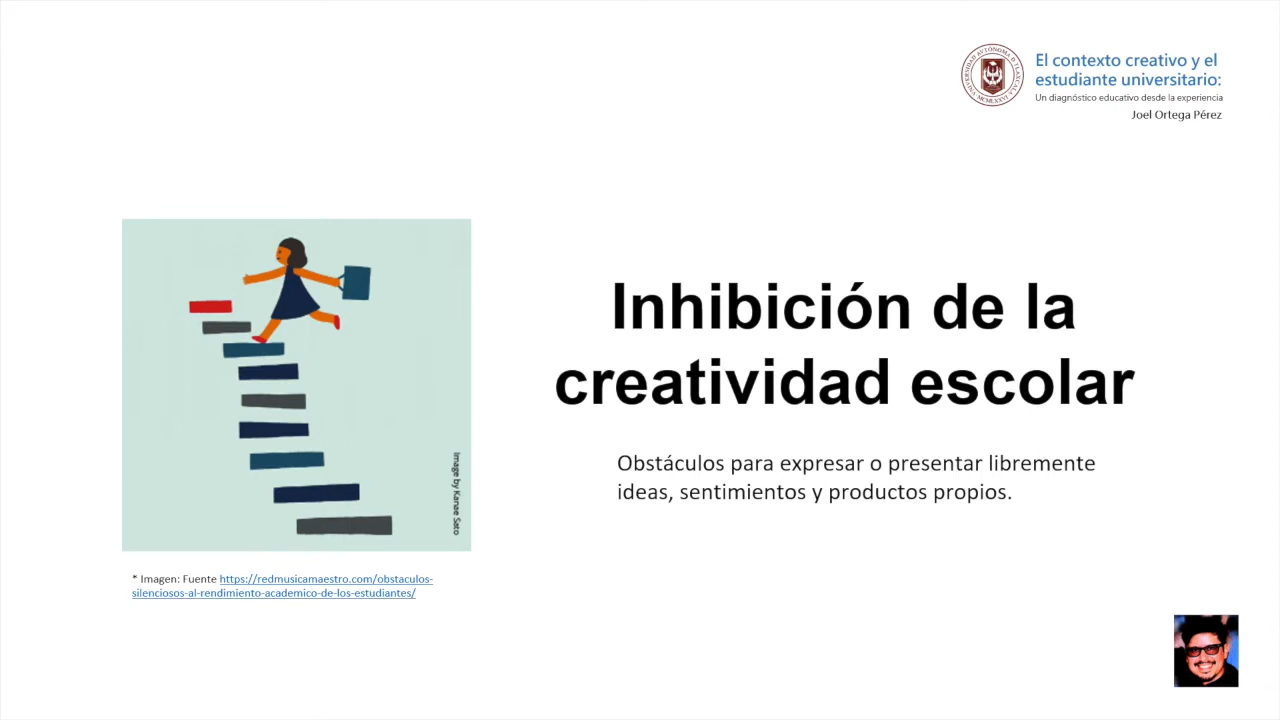 El contexto creativo y el
estudiante universitario:
Un diagnóstico educativo desde la experiencia
Joel Ortega Pérez
Inhibición de la
creatividad escolar
Obstáculos para expresar o presentar libremente
ideas, sentimientos y productos propios.
Image by Kanae Sato
* Imagen: Fuente https://redmusicamaestro.com/obstaculos-
silenciosos-al-rendimiento-academico-de-los-estudiantes/